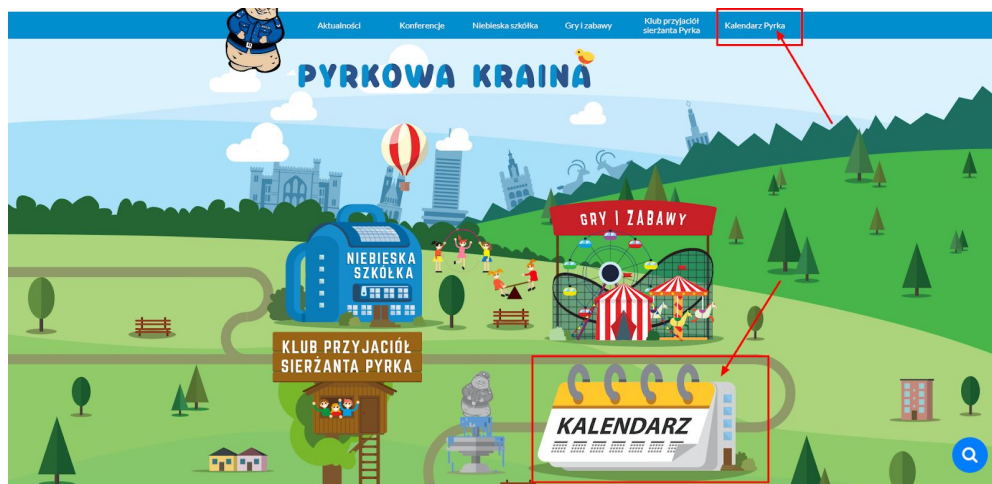 Aktualności
Konferencje
Niebieska szkółka
Gry i zabawy
Klub przyjaciół
sierżanta Pyrka
Kalendarz Pyrka
PYRKOWA KRAINA
GRY I ZABAWY
NIEBIESKA
SZKÓŁKA
KLUB PRZYJACIÓŁ
SIERŻANTA PYRKA
KALENDARZ